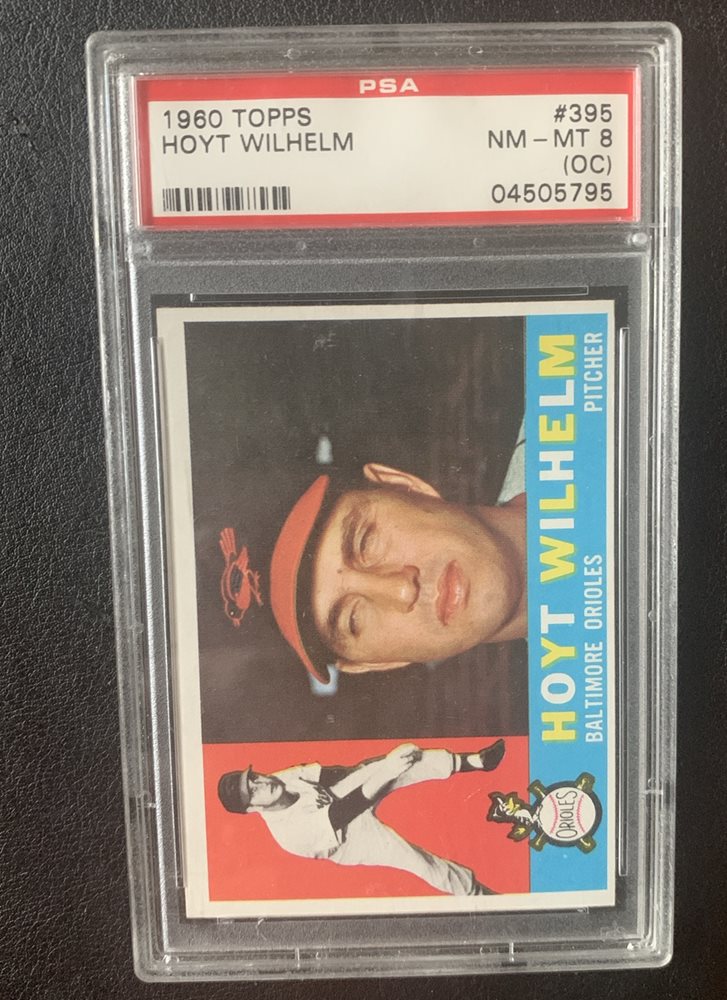 PSA
1960 TOPPS #395
HOYT WILHELM NM – MT 8
(OC)
04505795
HOYT WILHELM
BALTIMORE ORIOLES PITCHER
ORIOLES